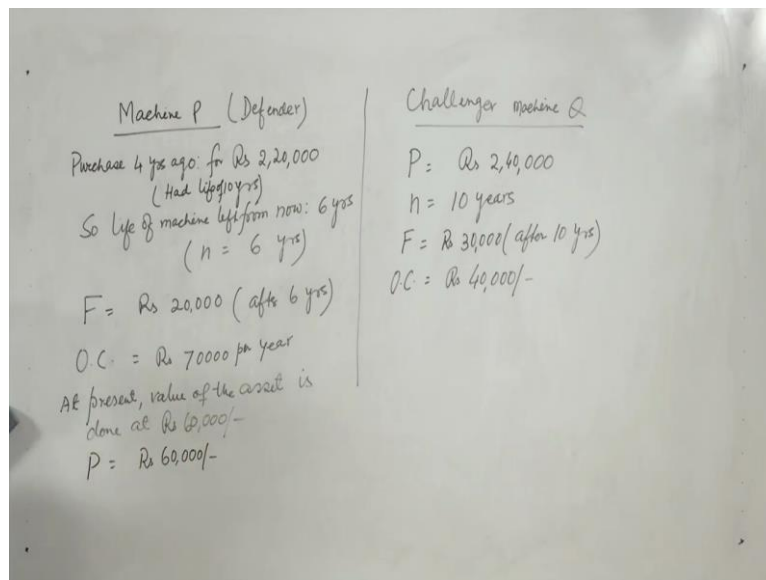 Machine P (Defender)
Purchase 4 yrs ago: for Rs 2,20,000
(Had life of 10 yrs)
So life of machine left from now: 6 yrs
(n = 6 yrs)
F = Rs 20,000 (aftr 6 yrs)
O.C. = Rs 70000 per year
At present, value of the asset is
done at Rs 60,000/-
P = Rs 60,000/-
Challenger Machine Q
P = Rs 2,40,000
n = 10 years
F = Rs 30,000 (after 10 yrs)
O.C. = Rs 40,000/-